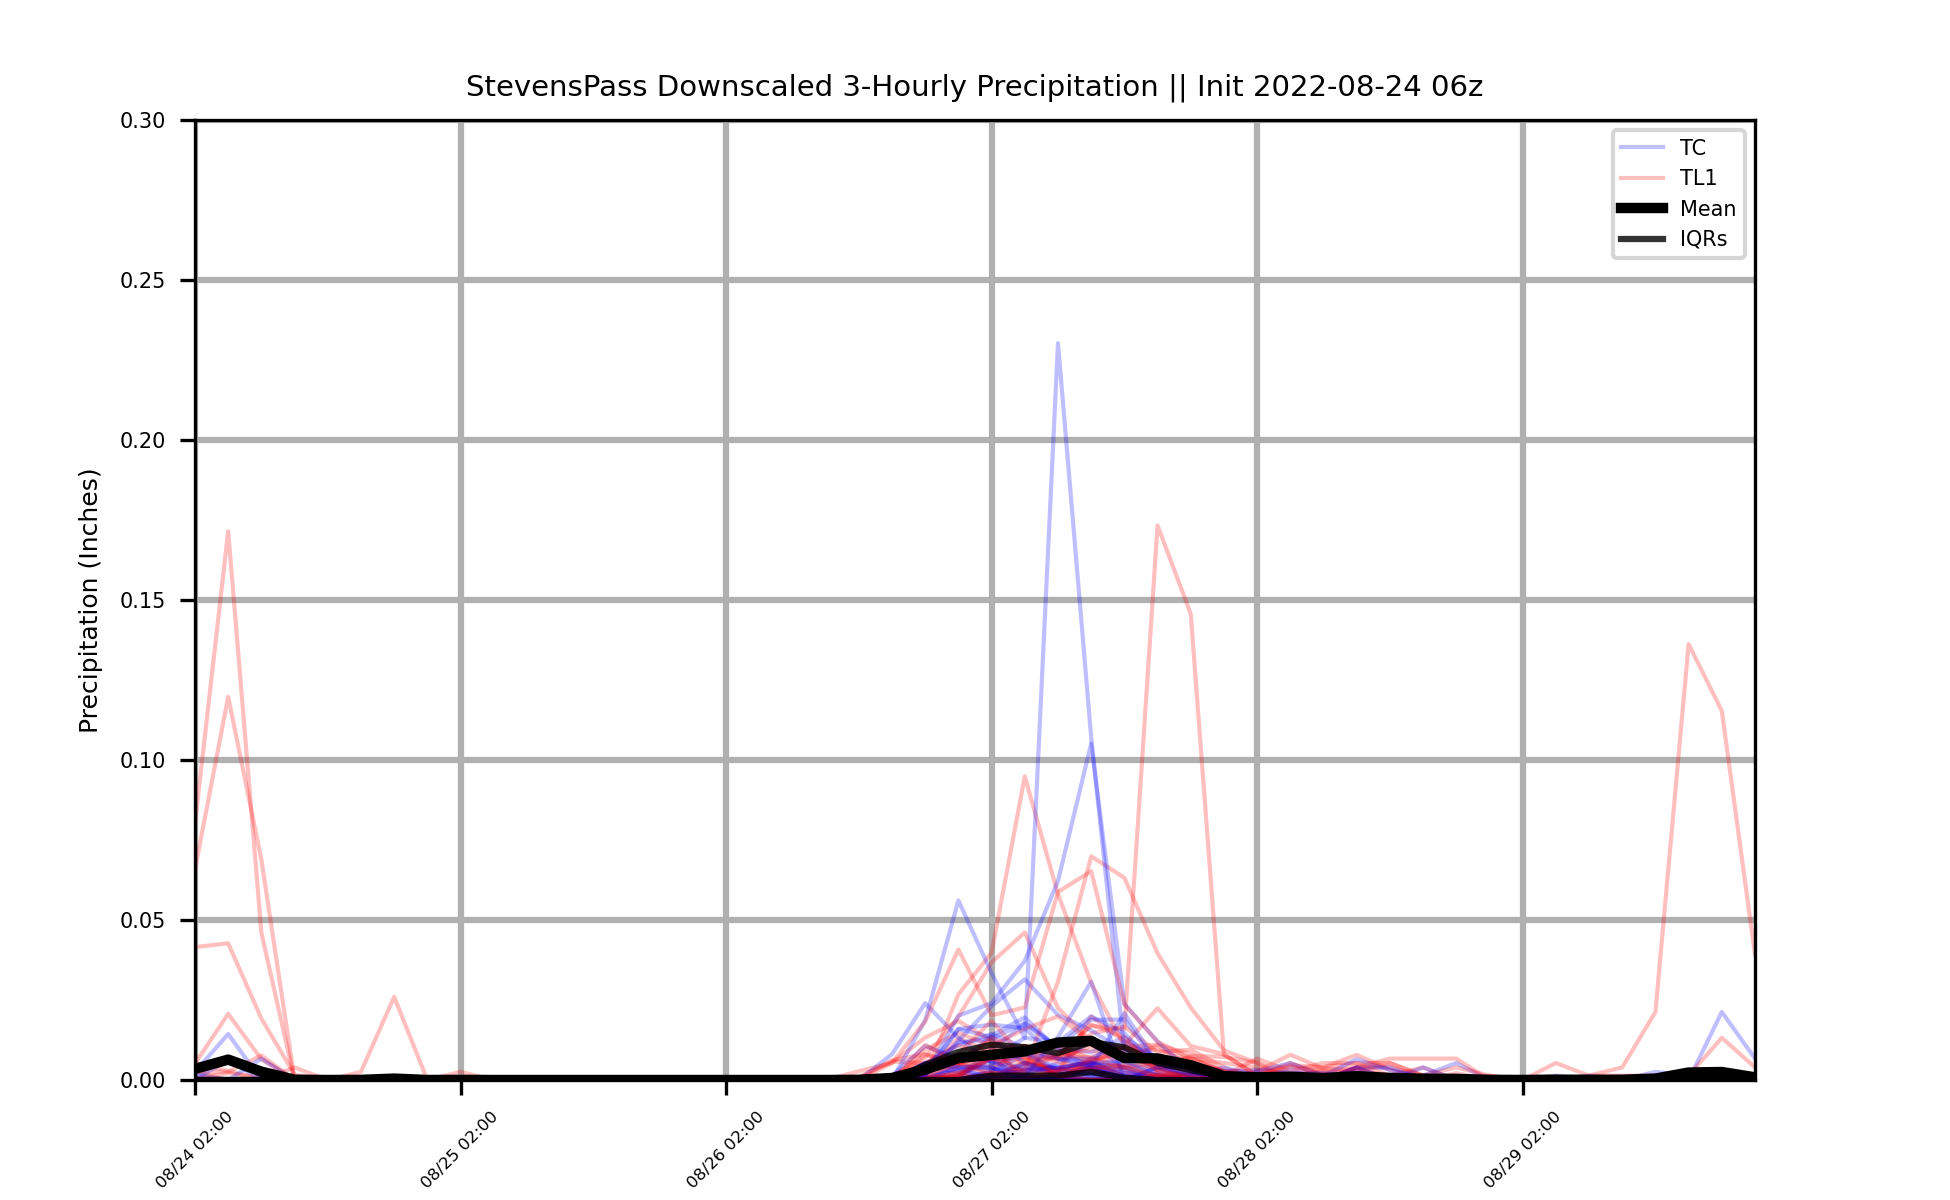 StevensPass Downscaled 3-Hourly Precipitation || Init 2022-08-24 06z
0.30
0.25
0.20
0.15
0.10
0.05
0.00
Precipitation (Inches)
TC
TL1
Mean
IQRs
08/24 02:00
08/25 02:00
08/26 02:00
08/27 02:00
08/28 02:00
08/29 02:00